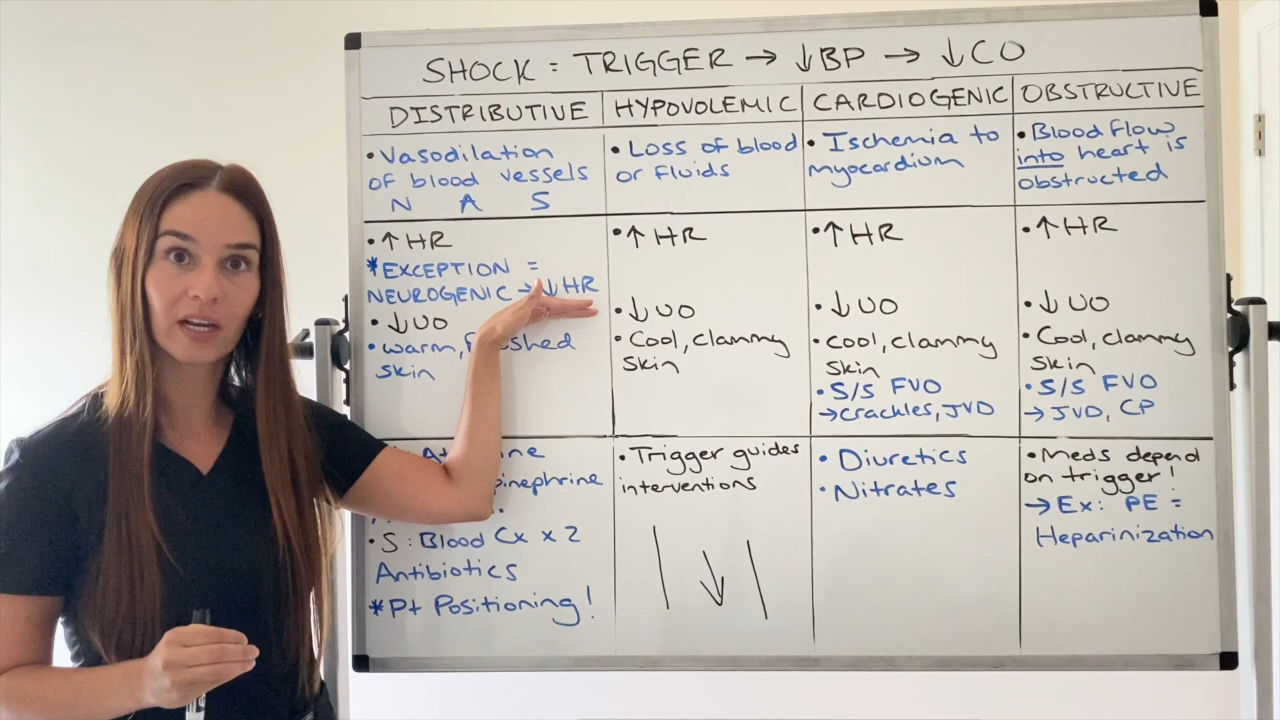 SHOCK = TRIGGER → ↓BP → ↓CO
DISTRIBUTIVE
• Vasodilation
of blood vessels
N A S
• ↑ HR
*EXCEPTION =
NEUROGENIC → ↓HR
• ↓UO
• warm,
skin
• S: Blood Cx x 2
Antibiotics
*Pt Positioning!
HYPOVOLEMIC
• Loss of blood
or fluids
• ↑ HR
• ↓UO
• Cool, clammy
skin
• Trigger guides
interventions
↓
CARDIOGENIC
• Ischemia to
myocardium
• ↑HR
• ↓UO
• cool, clammy
skin
• S/S FVO
→ crackles, JVD
• Diuretics
• Nitrates
OBSTRUCTIVE
• Blood flow
into heart is
obstructed
• ↑HR
• ↓UO
• Cool, clammy
skin
• S/S FVO
→ JVD, CP
• Meds depend
on trigger!
→ Ex: PE =
Heparinization